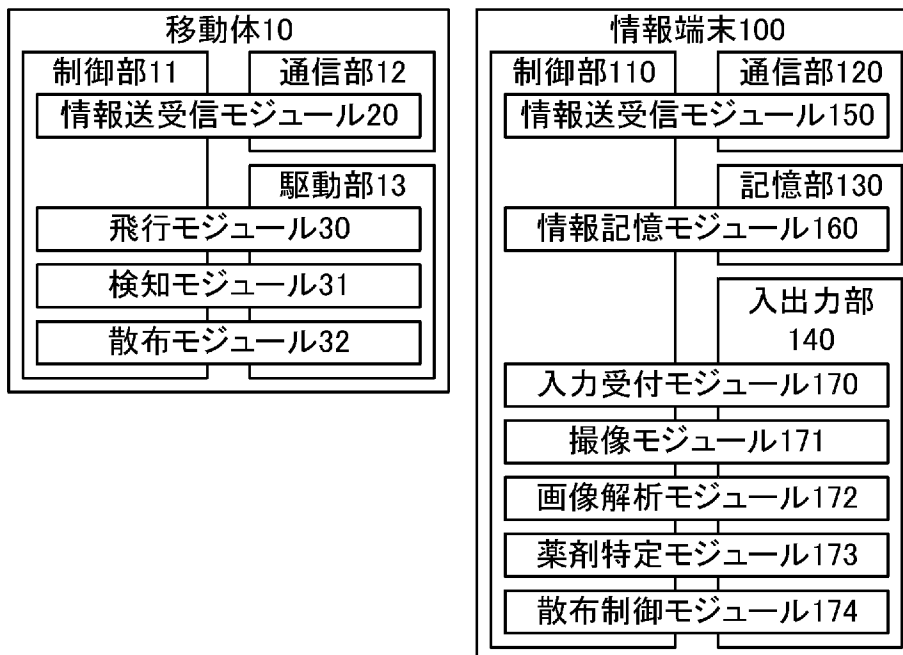 移動体10
制御部11
通信部12
情報送受信モジュール20
駆動部13
飛行モジュール30
検知モジュール31
散布モジュール32
情報端末100
制御部110
通信部120
情報送受信モジュール150
記憶部130
情報記憶モジュール160
入出力部
140
入力受付モジュール170
撮像モジュール171
画像解析モジュール172
薬剤特定モジュール173
散布制御モジュール174